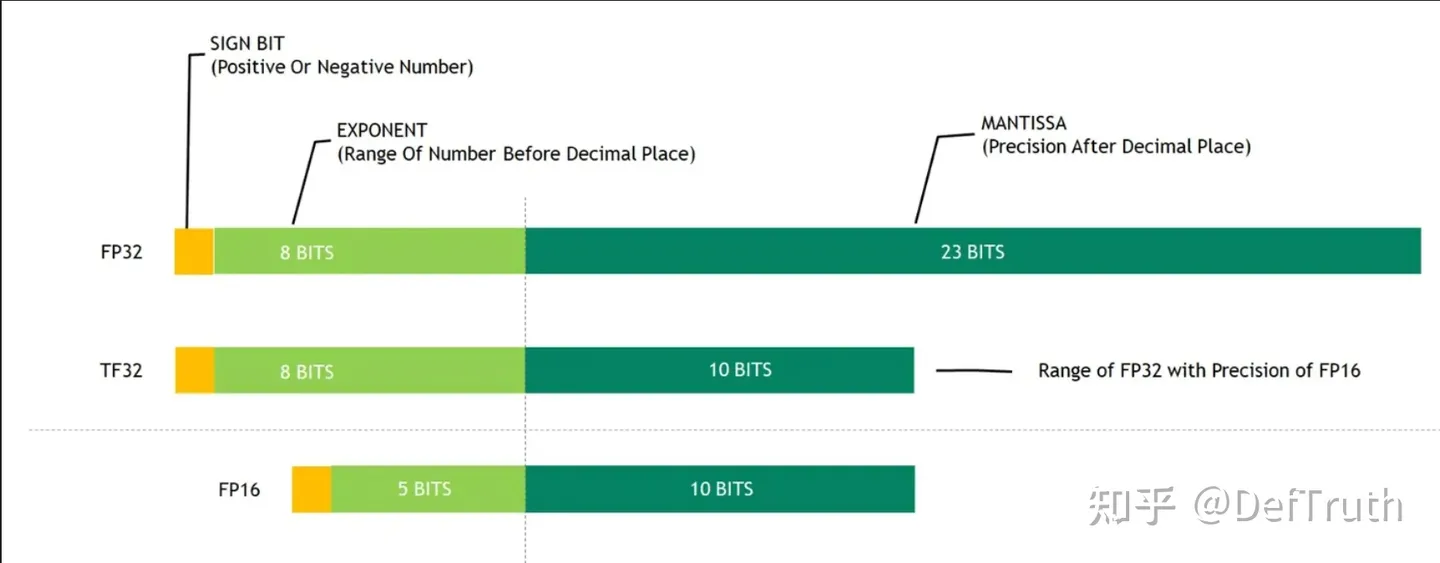 SIGN BIT
(Positive Or Negative Number)
EXPONENT
(Range Of Number Before Decimal Place)
MANTISSA
(Precision After Decimal Place)
FP32
8 BITS
23 BITS
TF32
8 BITS
10 BITS
Range of FP32 with Precision of FP16
FP16
5 BITS
10 BITS
知乎 @DefTruth